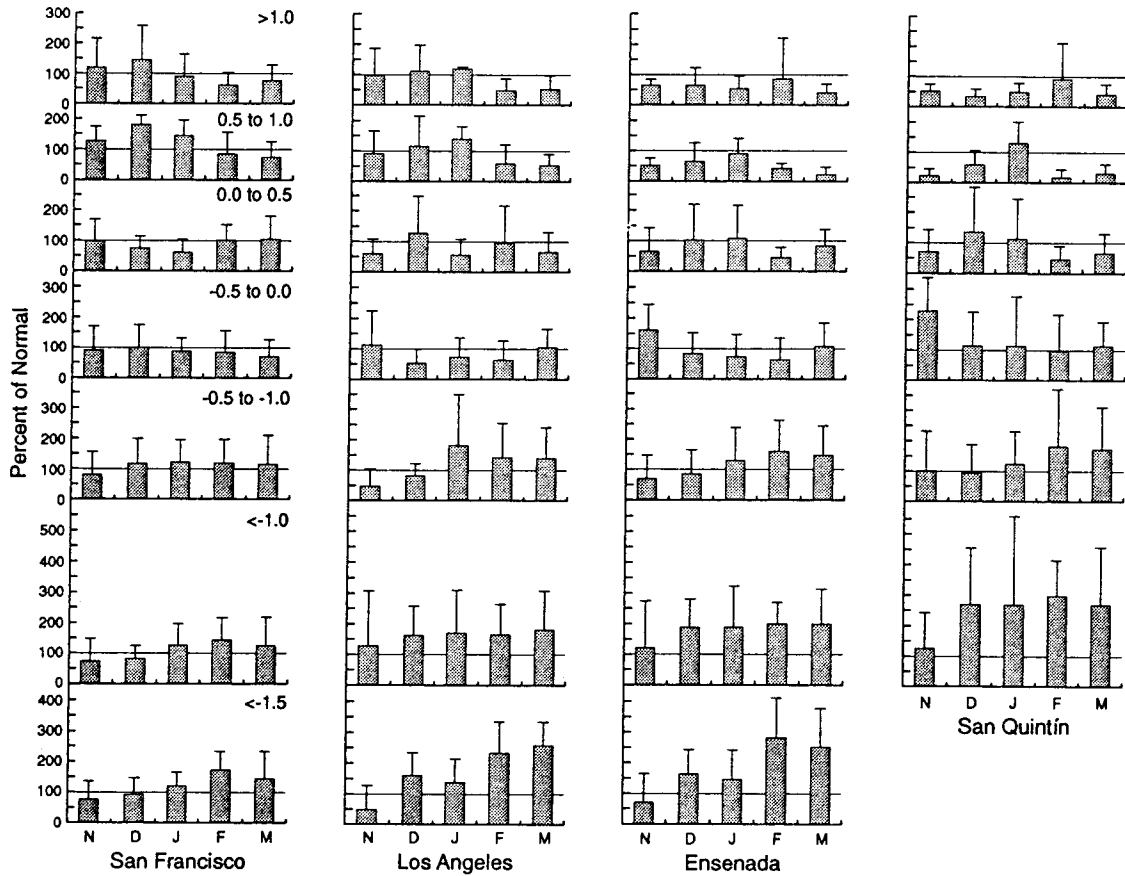 Percent of Normal
300
200
100
0
>1.0
200
100
0
0.5 to 1.0
200
100
0
0.0 to 0.5
300
200
100
0
-0.5 to 0.0
300
200
100
0
-0.5 to -1.0
500
400
300
200
100
0
<-1.0
400
300
200
100
0
<-1.5
N D J F M
San Francisco
N D J F M
Los Angeles
N D J F M
Ensenada
N D J F M
San Quintín